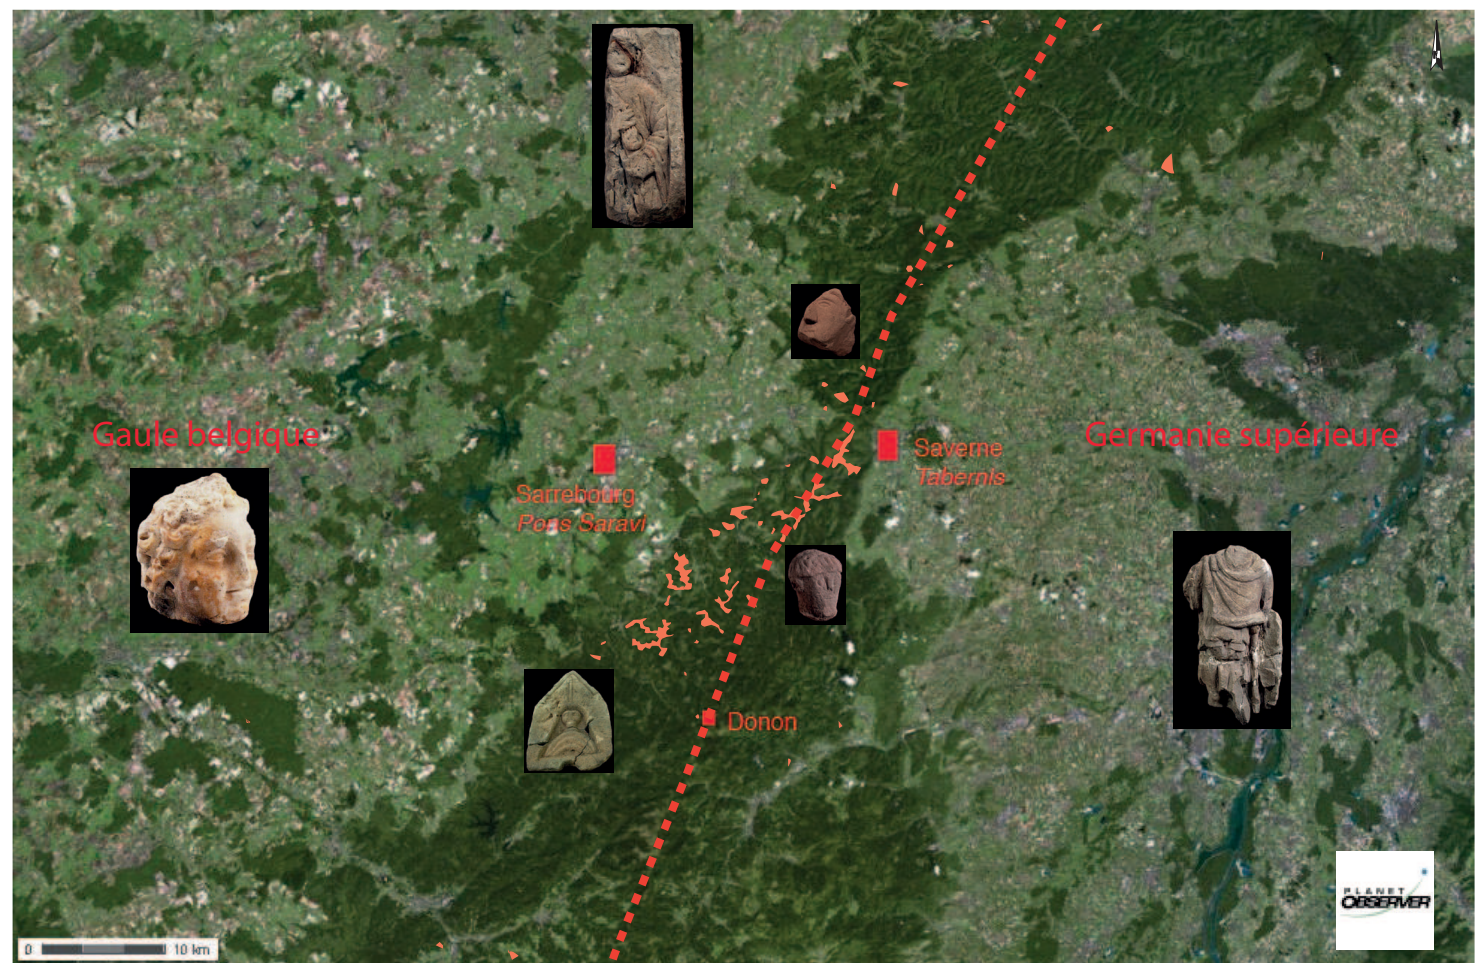 Gaule belgique
Germanie supérieure
Saverne
Tabernis
Sarrebourg
Pons Saravi
Donon
PLANET
OBSERVER
0 10 km